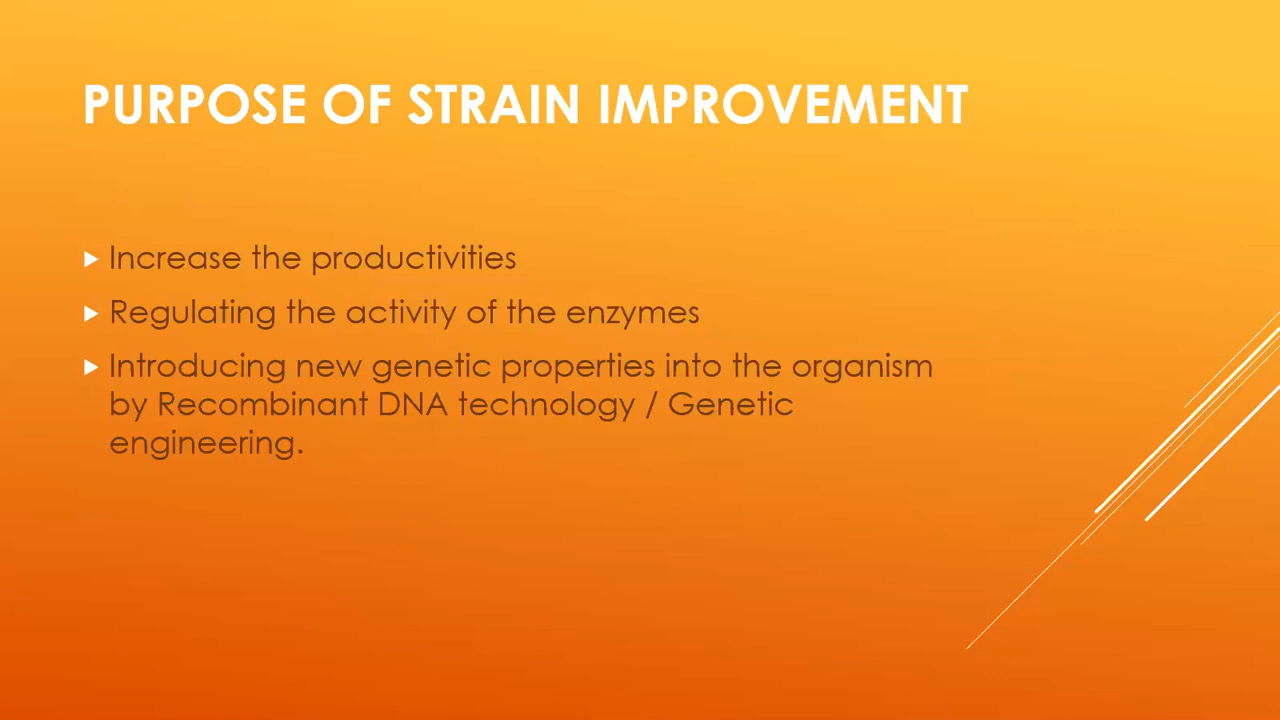 PURPOSE OF STRAIN IMPROVEMENT
Increase the productivities
Regulating the activity of the enzymes
Introducing new genetic properties into the organism
by Recombinant DNA technology / Genetic
engineering.